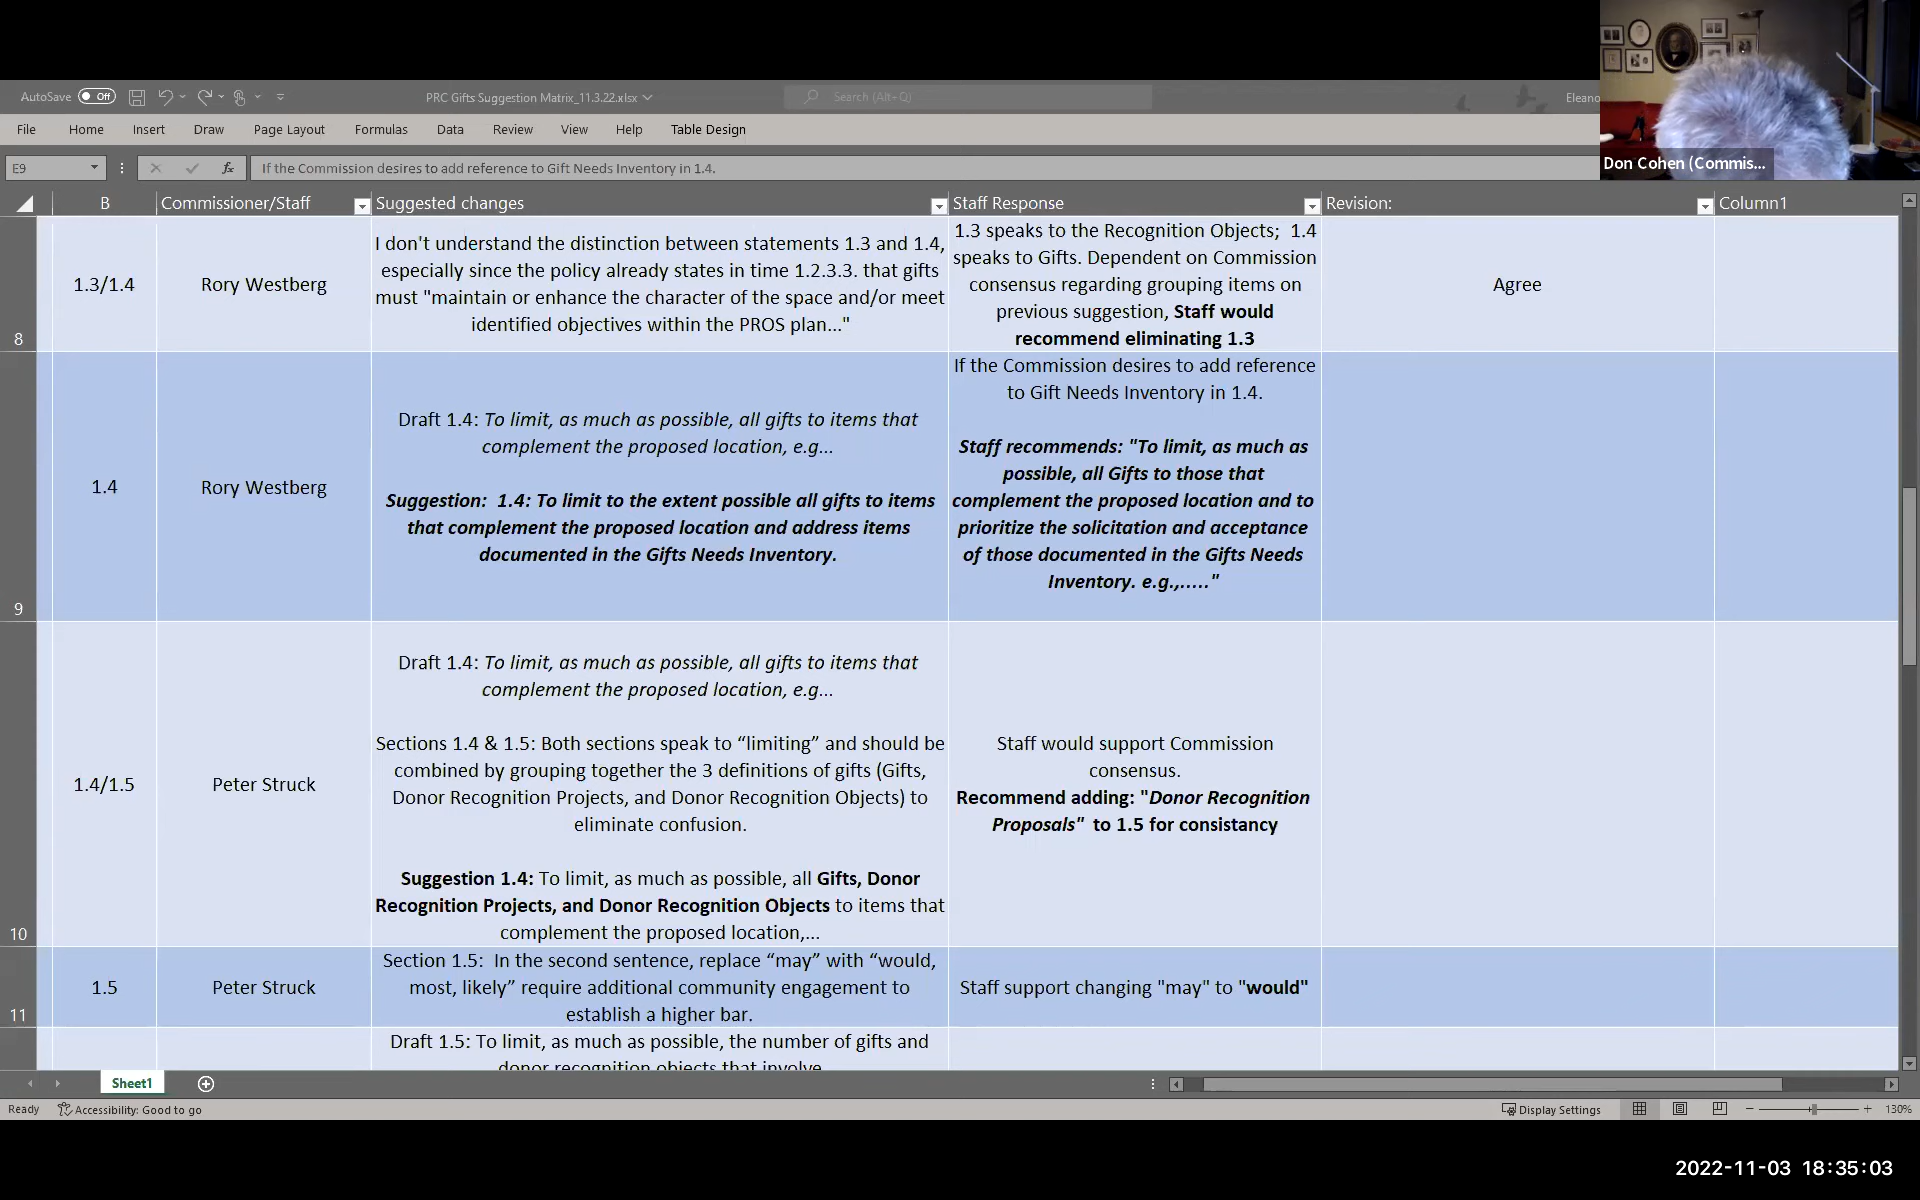 AutoSave Off
PRC Gifts Suggestion Matrix_11.3.22.xlsx
Search (Alt+Q)
Eleano
File Home Insert Draw Page Layout Formulas Data Review View Help Table Design
Don Cohen (Commis...
E9
fx
If the Commission desires to add reference to Gift Needs Inventory in 1.4.
B
Commissioner/Staff
Suggested changes
Staff Response
Revision:
Column1
8
1.3/1.4
Rory Westberg
I don't understand the distinction between statements 1.3 and 1.4,
especially since the policy already states in time 1.2.3.3. that gifts
must "maintain or enhance the character of the space and/or meet
identified objectives within the PROS plan..."
1.3 speaks to the Recognition Objects; 1.4
speaks to Gifts. Dependent on Commission
consensus regarding grouping items on
previous suggestion, Staff would
recommend eliminating 1.3
Agree
9
1.4
Rory Westberg
Draft 1.4: To limit, as much as possible, all gifts to items that
complement the proposed location, e.g...
Suggestion: 1.4: To limit to the extent possible all gifts to items
that complement the proposed location and address items
documented in the Gifts Needs Inventory.
If the Commission desires to add reference
to Gift Needs Inventory in 1.4.
Staff recommends: "To limit, as much as
possible, all Gifts to those that
complement the proposed location and to
prioritize the solicitation and acceptance
of those documented in the Gifts Needs
Inventory. e.g.,....."
10
1.4/1.5
Peter Struck
Draft 1.4: To limit, as much as possible, all gifts to items that
complement the proposed location, e.g...
Sections 1.4 & 1.5: Both sections speak to “limiting” and should be
combined by grouping together the 3 definitions of gifts (Gifts,
Donor Recognition Projects, and Donor Recognition Objects) to
eliminate confusion.
Suggestion 1.4: To limit, as much as possible, all Gifts, Donor
Recognition Projects, and Donor Recognition Objects to items that
complement the proposed location,...
Staff would support Commission
consensus.
Recommend adding: "Donor Recognition
Proposals" to 1.5 for consistancy
11
1.5
Peter Struck
Section 1.5: In the second sentence, replace “may” with “would,
most, likely” require additional community engagement to
establish a higher bar.
Staff support changing "may" to "would"
Draft 1.5: To limit, as much as possible, the number of gifts and
donor recognition objects that involve
Sheet1
Ready
Accessibility: Good to go
Display Settings
130%
2022-11-03 18:35:03